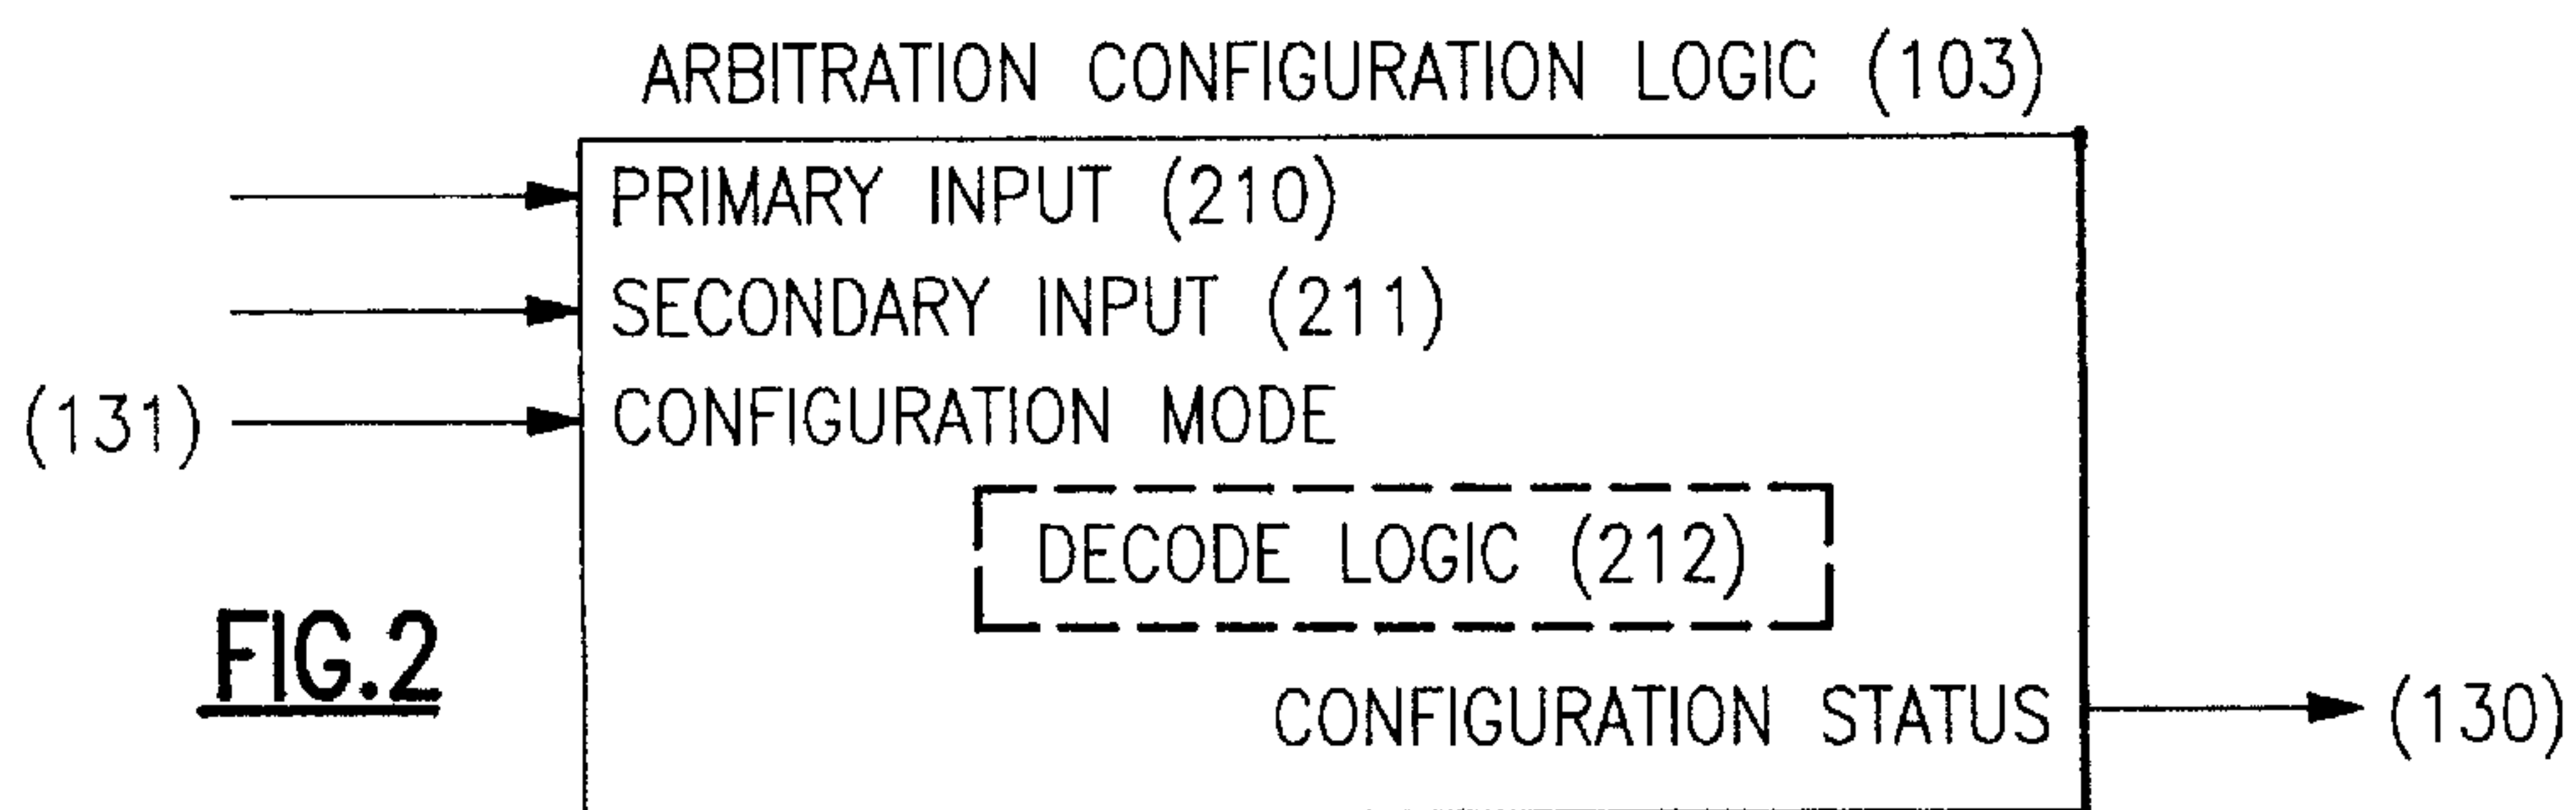 ARBITRATION CONFIGURATION LOGIC (103)
PRIMARY INPUT (210)
SECONDARY INPUT (211)
(131) CONFIGURATION MODE
DECODE LOGIC (212)
FIG.2
CONFIGURATION STATUS (130)